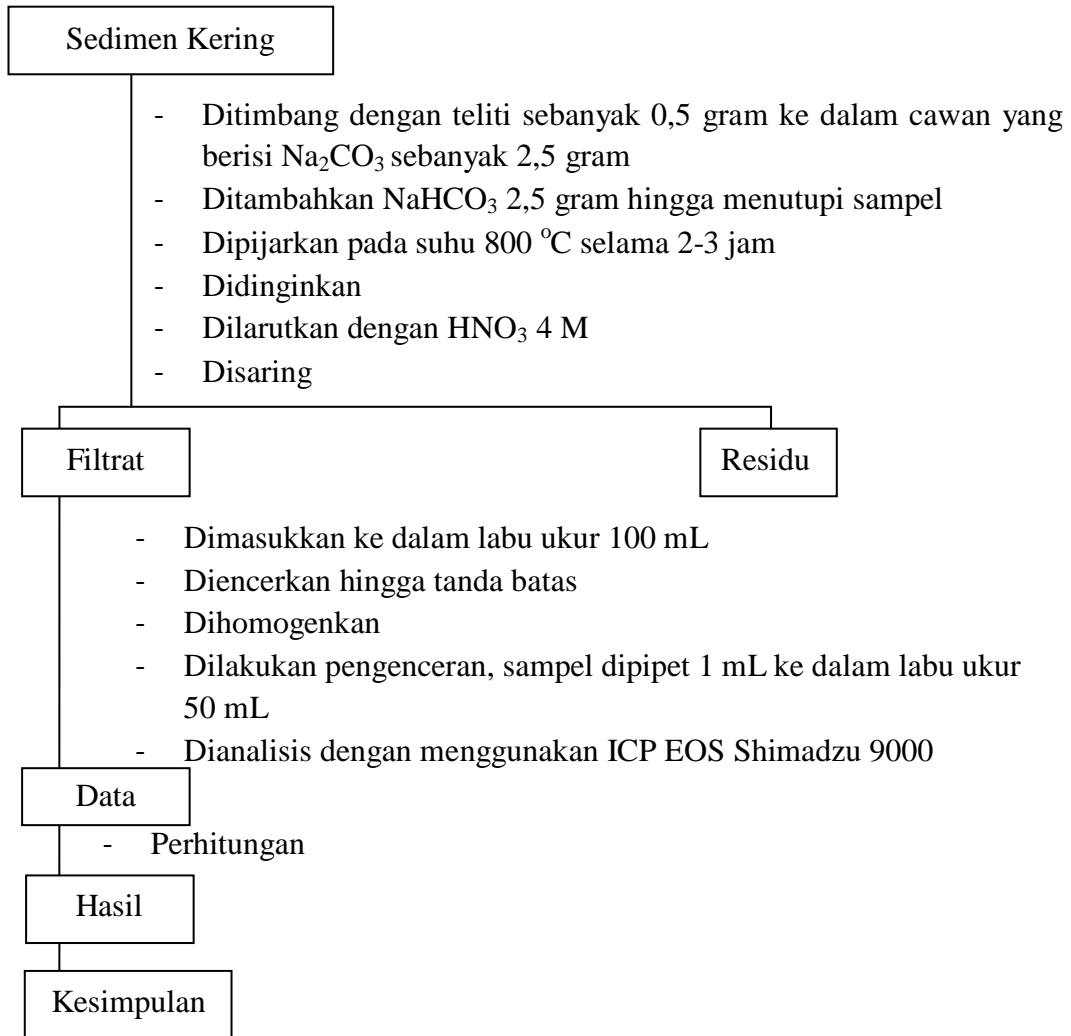 Sedimen Kering
- Ditimbang dengan teliti sebanyak 0,5 gram ke dalam cawan yang
berisi Na₂CO₃ sebanyak 2,5 gram
- Ditambahkan NaHCO₃ 2,5 gram hingga menutupi sampel
- Dipijarkan pada suhu 800 ᵒC selama 2-3 jam
- Didinginkan
- Dilarutkan dengan HNO₃ 4 M
- Disaring
Filtrat
Residu
- Dimasukkan ke dalam labu ukur 100 mL
- Diencerkan hingga tanda batas
- Dihomogenkan
- Dilakukan pengenceran, sampel dipipet 1 mL ke dalam labu ukur
50 mL
- Dianalisis dengan menggunakan ICP EOS Shimadzu 9000
Data
- Perhitungan
Hasil
Kesimpulan